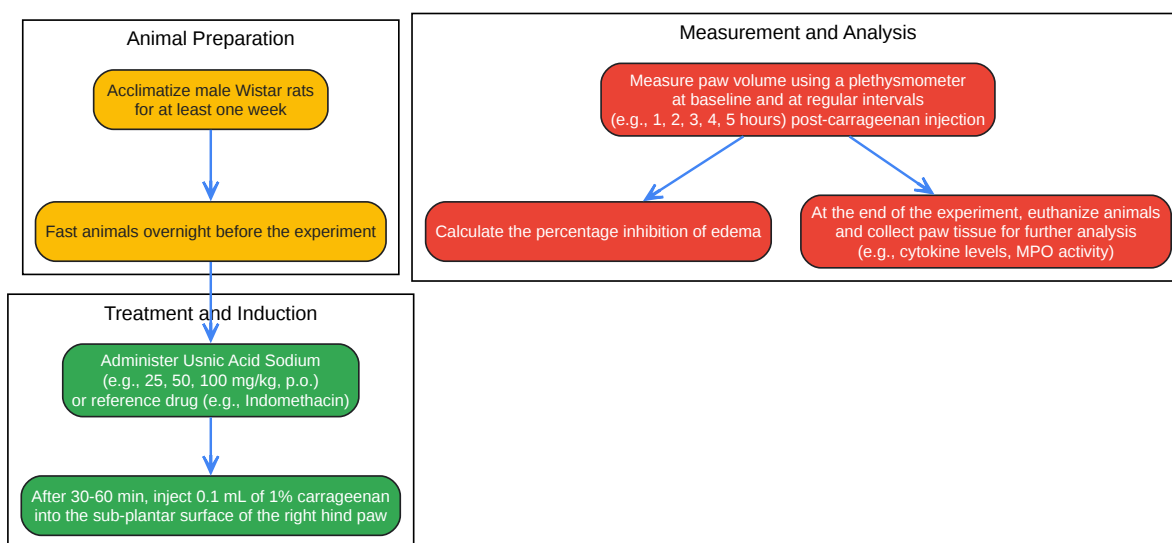 Animal Preparation
Acclimatize male Wistar rats
for at least one week
Fast animals overnight before the experiment
Treatment and Induction
Administer Usnic Acid Sodium
(e.g., 25, 50, 100 mg/kg, p.o.)
or reference drug (e.g., Indomethacin)
After 30-60 min, inject 0.1 mL of 1% carrageenan
into the sub-plantar surface of the right hind paw
Measurement and Analysis
Measure paw volume using a plethysmometer
at baseline and at regular intervals
(e.g., 1, 2, 3, 4, 5 hours) post-carrageenan injection
Calculate the percentage inhibition of edema
At the end of the experiment, euthanize animals
and collect paw tissue for further analysis
(e.g., cytokine levels, MPO activity)